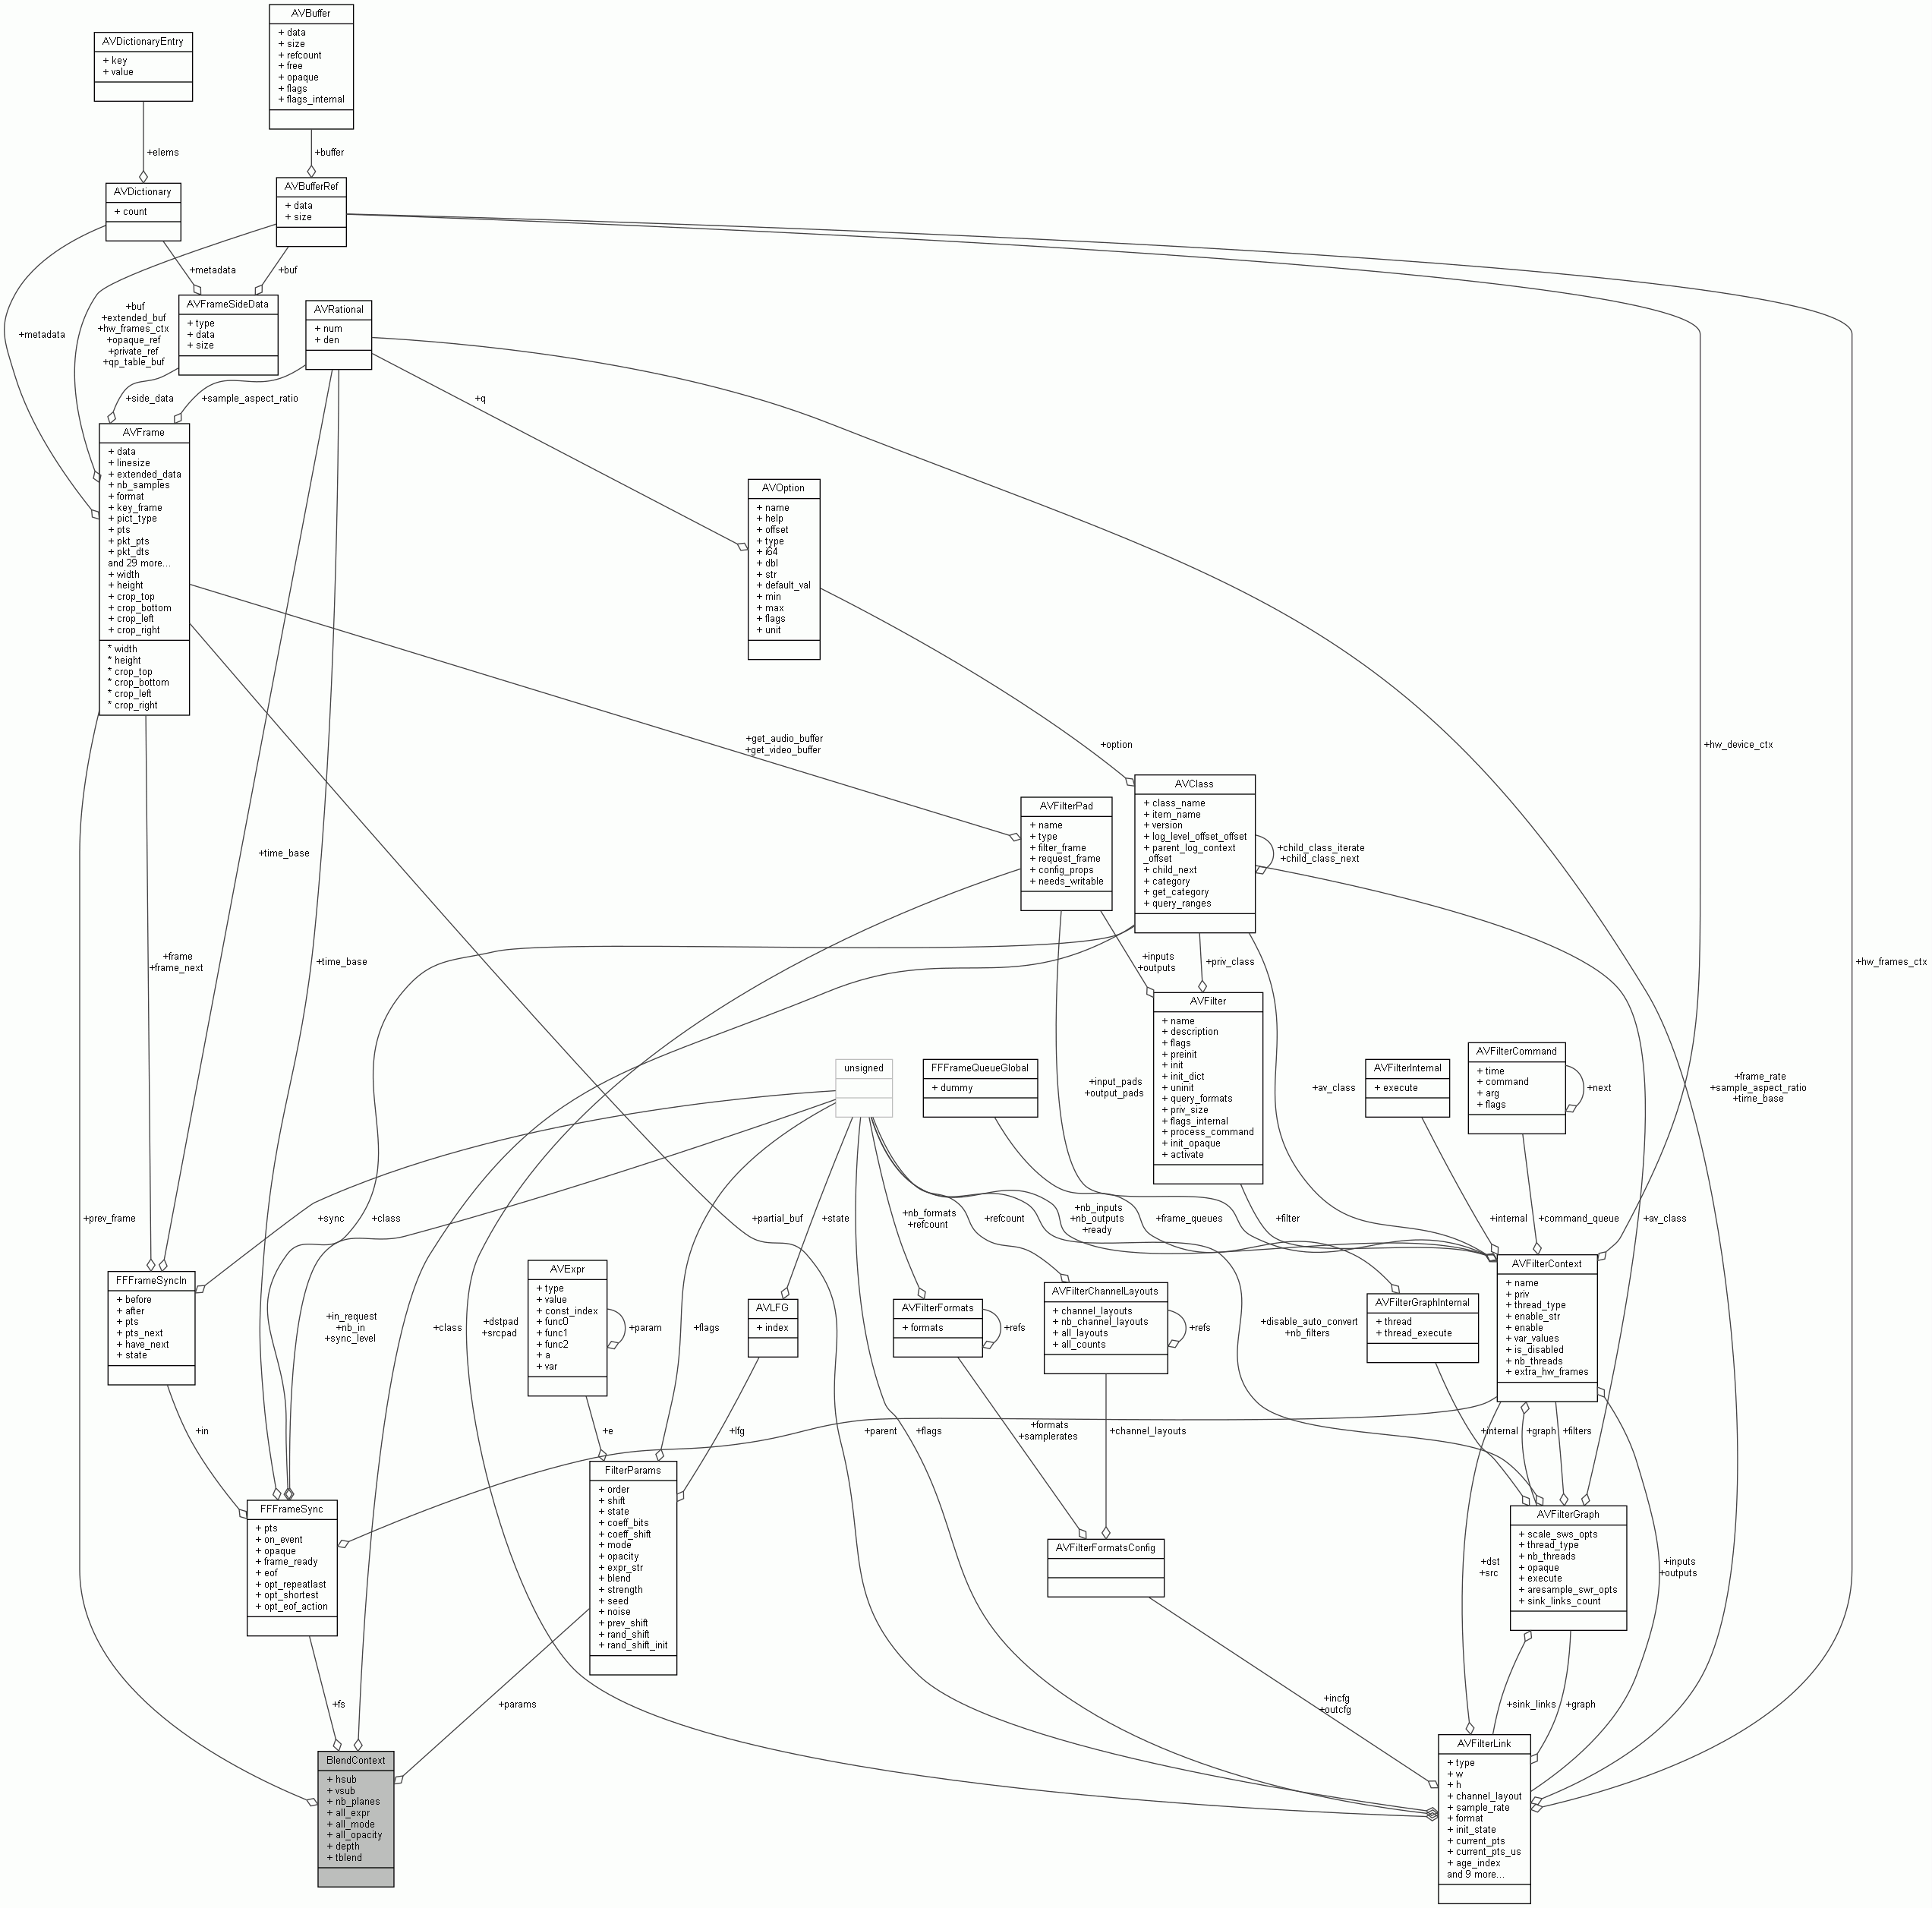 AVBuffer
+ data
+ size
+ refcount
+ free
+ opaque
+ flags
+ flags_internal
AVDictionaryEntry
+ key
+ value
+elems
+buffer
AVDictionary
+ count
AVBufferRef
+ data
+ size
+metadata
+buf
AVFrameSideData
+ type
+ data
+ size
AVRational
+ num
+ den
+metadata
+buf
+extended_buf
+hw_frames_ctx
+opaque_ref
+private_ref
+qp_table_buf
+side_data
+sample_aspect_ratio
+q
AVFrame
+ data
+ linesize
+ extended_data
+ nb_samples
+ format
+ key_frame
+ pict_type
+ pts
+ pkt_pts
+ pkt_dts
and 29 more...
+ width
+ height
+ crop_top
+ crop_bottom
+ crop_left
+ crop_right
* width
* height
* crop_top
* crop_bottom
* crop_left
* crop_right
AVOption
+ name
+ help
+ offset
+ type
+ i64
+ dbl
+ str
+ default_val
+ min
+ max
+ flags
+ unit
+get_audio_buffer
+get_video_buffer
+option
+hw_device_ctx
AVFilterPad
+ name
+ type
+ filter_frame
+ request_frame
+ config_props
+ needs_writable
AVClass
+ class_name
+ item_name
+ version
+ log_level_offset_offset
+ parent_log_context
_offset
+ child_next
+ category
+ get_category
+ query_ranges
+child_class_iterate
+child_class_next
+time_base
+frame
+frame_next
+time_base
+inputs
+outputs
+priv_class
+hw_frames_ctx
AVFilter
+ name
+ description
+ flags
+ preinit
+ init
+ init_dict
+ uninit
+ query_formats
+ priv_size
+ flags_internal
+ process_command
+ init_opaque
+ activate
unsigned
FFFrameQueueGlobal
+ dummy
+input_pads
+output_pads
+av_class
AVFilterInternal
+ execute
AVFilterCommand
+ time
+ command
+ arg
+ flags
+next
+frame_rate
+sample_aspect_ratio
+time_base
+prev_frame
+sync
+class
+partial_buf
+state
+nb_formats
+refcount
+refcount
+nb_inputs
+nb_outputs
+ready
+frame_queues
+filter
+internal
+command_queue
+av_class
FFFrameSyncIn
+ before
+ after
+ pts
+ pts_next
+ have_next
+ state
+in_request
+nb_in
+sync_level
+class
+dstpad
+srcpad
AVExpr
+ type
+ value
+ const_index
+ func0
+ func1
+ func2
+ a
+ var
+param
+flags
AVLFG
+ index
AVFilterFormats
+ formats
+refs
AVFilterChannelLayouts
+ channel_layouts
+ nb_channel_layouts
+ all_layouts
+ all_counts
+refs
+disable_auto_convert
+nb_filters
AVFilterGraphInternal
+ thread
+ thread_execute
AVFilterContext
+ name
+ priv
+ thread_type
+ enable_str
+ enable
+ var_values
+ is_disabled
+ nb_threads
+ extra_hw_frames
+in
+e
+lfg
+parent
+flags
+formats
+samplerates
+channel_layouts
+internal
+graph
+filters
FFFrameSync
+ pts
+ on_event
+ opaque
+ frame_ready
+ eof
+ opt_repeatlast
+ opt_shortest
+ opt_eof_action
FilterParams
+ order
+ shift
+ state
+ coeff_bits
+ coeff_shift
+ mode
+ opacity
+ expr_str
+ blend
+ strength
+ seed
+ noise
+ prev_shift
+ rand_shift
+ rand_shift_init
AVFilterFormatsConfig
+dst
+src
AVFilterGraph
+ scale_sws_opts
+ thread_type
+ nb_threads
+ opaque
+ execute
+ aresample_swr_opts
+ sink_links_count
+inputs
+outputs
+fs
+params
+incfg
+outcfg
+sink_links
+graph
BlendContext
+ hsub
+ vsub
+ nb_planes
+ all_expr
+ all_mode
+ all_opacity
+ depth
+ tblend
AVFilterLink
+ type
+ w
+ h
+ channel_layout
+ sample_rate
+ format
+ init_state
+ current_pts
+ current_pts_us
+ age_index
and 9 more...